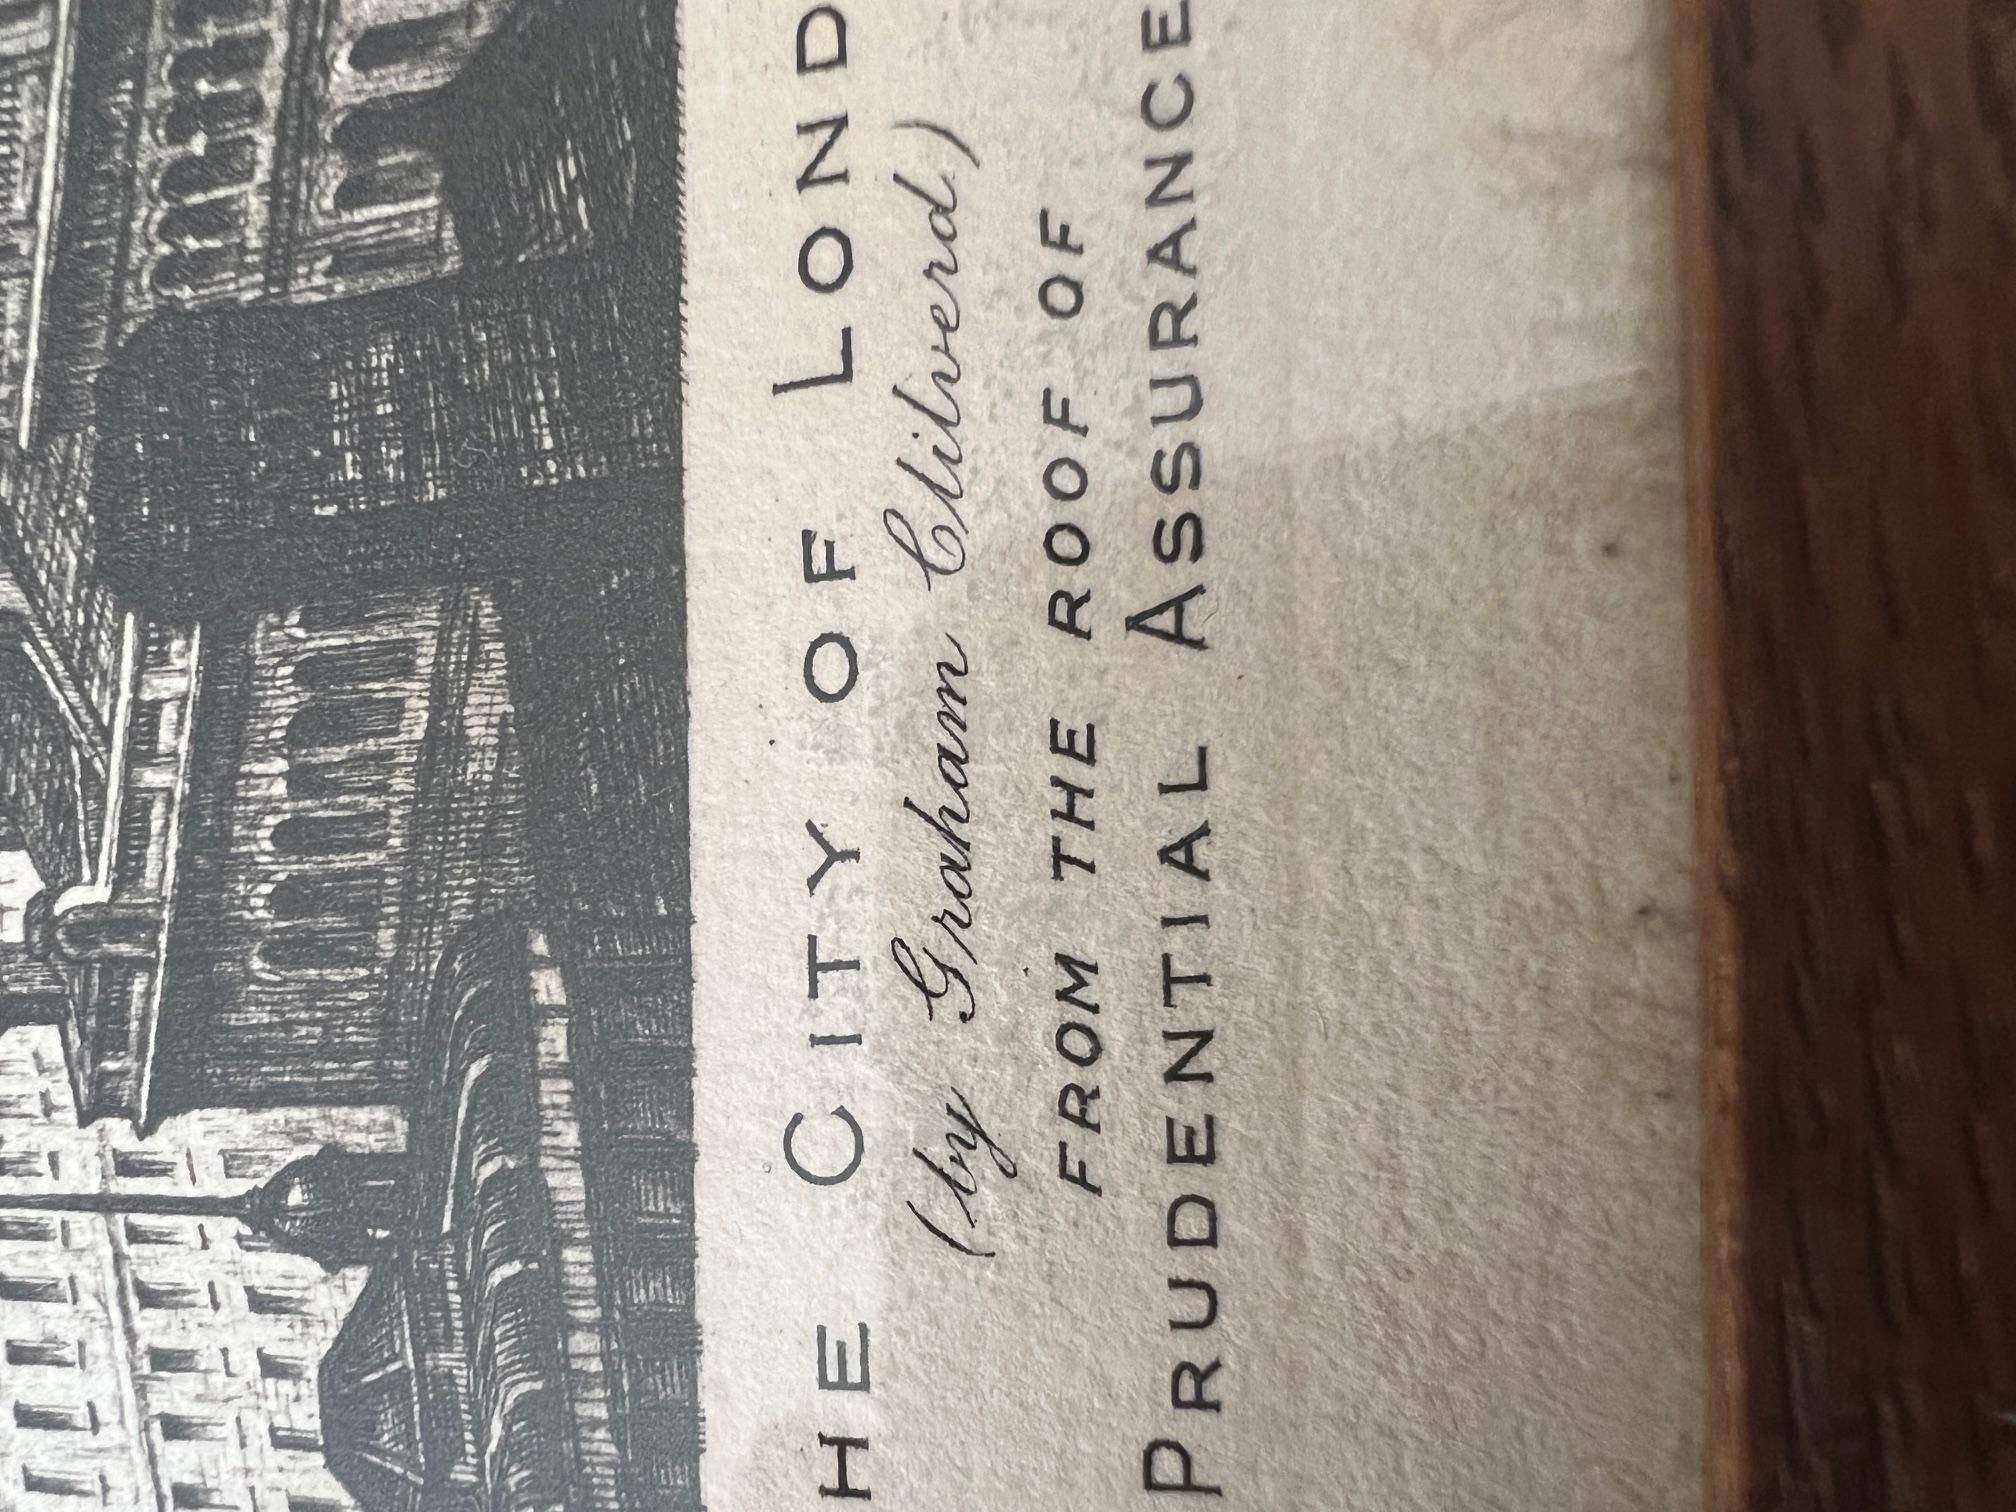 HE CITY OF LOND
(by Graham Clilverd)
FROM THE ROOF OF
PRUDENTIAL ASSURANCE